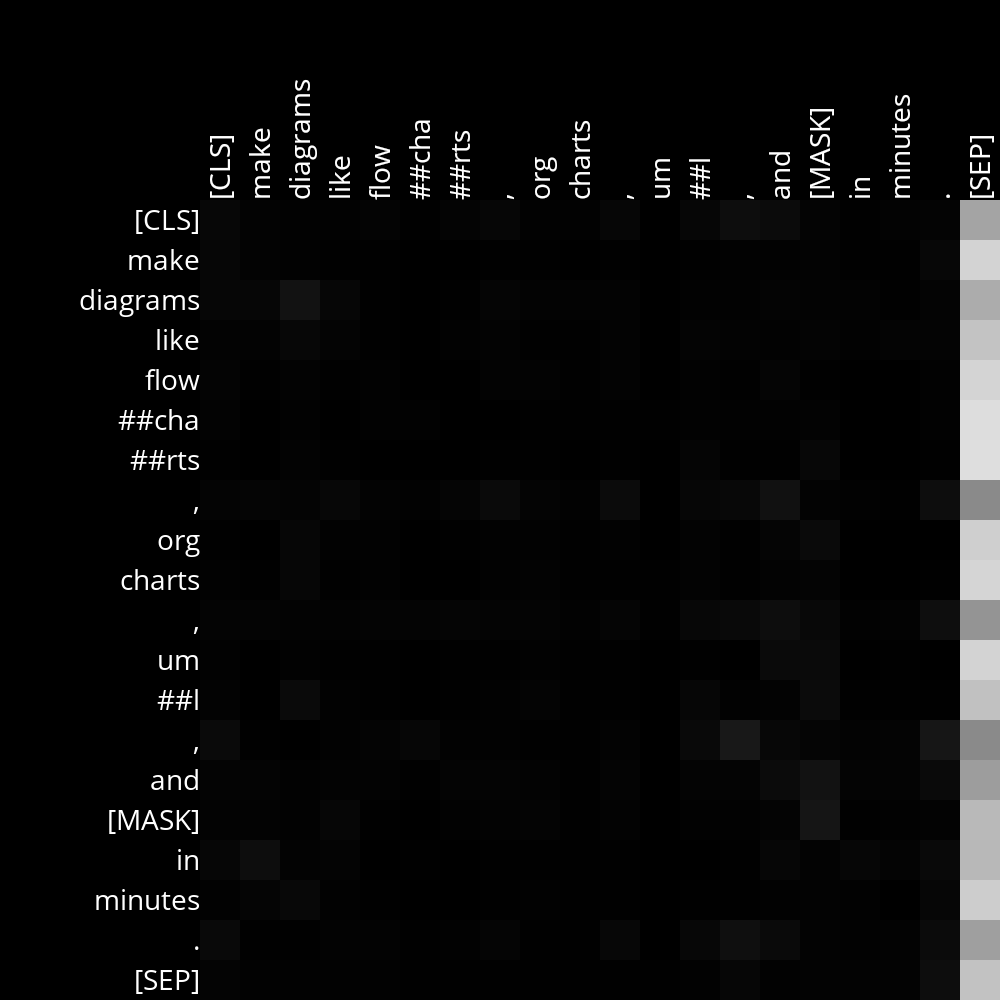 [CLS] make diagrams like flow ##cha ##rts , org charts , um ##l , and [MASK] in minutes . [SEP]
[CLS]
make
diagrams
like
flow
##cha
##rts
,
org
charts
,
um
##l
,
and
[MASK]
in
minutes
.
[SEP]